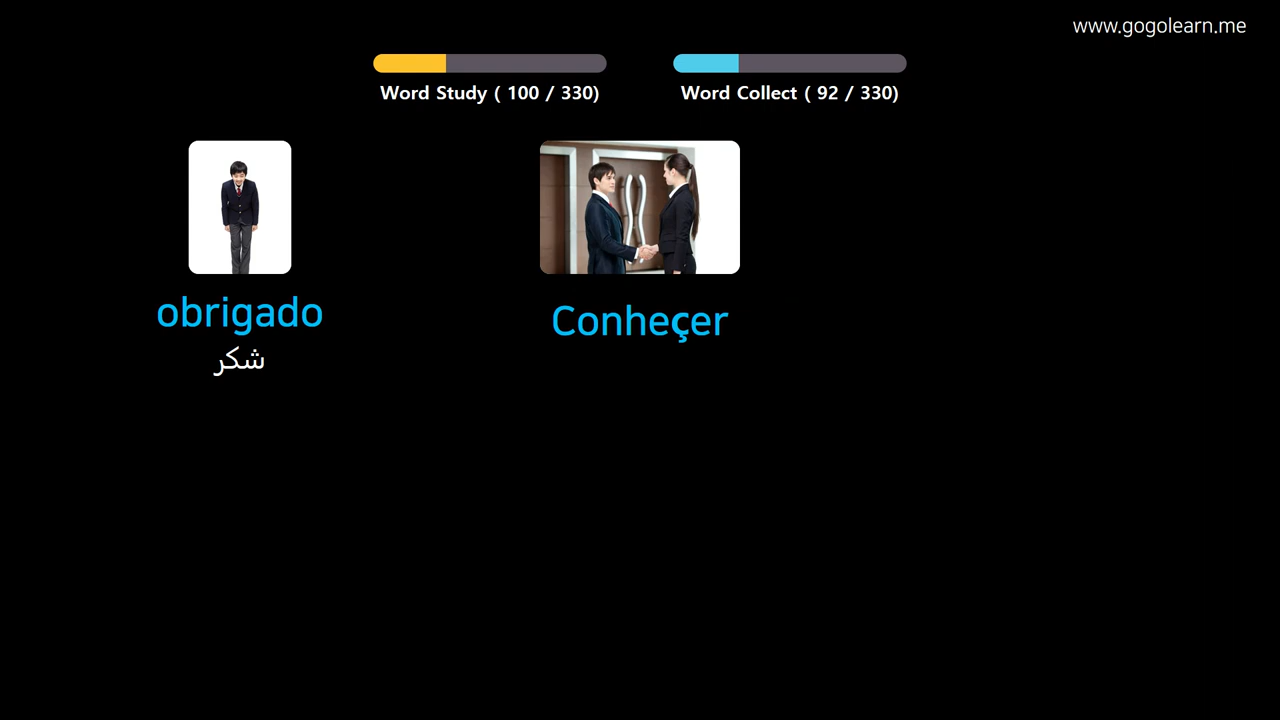 www.gogolearn.me
Word Study ( 100 / 330)
Word Collect ( 92 / 330)
obrigado
شكر
Conheçer